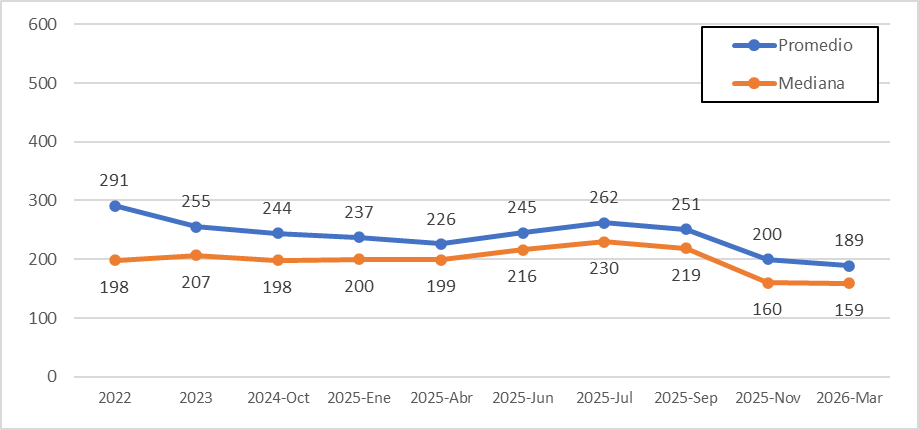 600
Promedio
Mediana
500
400
300
200
100
0
291 255 244 237 226 245 262 251 200 189
198 207 198 200 199 216 230 219 160 159
2022 2023 2024-Oct 2025-Ene 2025-Abr 2025-Jun 2025-Jul 2025-Sep 2025-Nov 2026-Mar